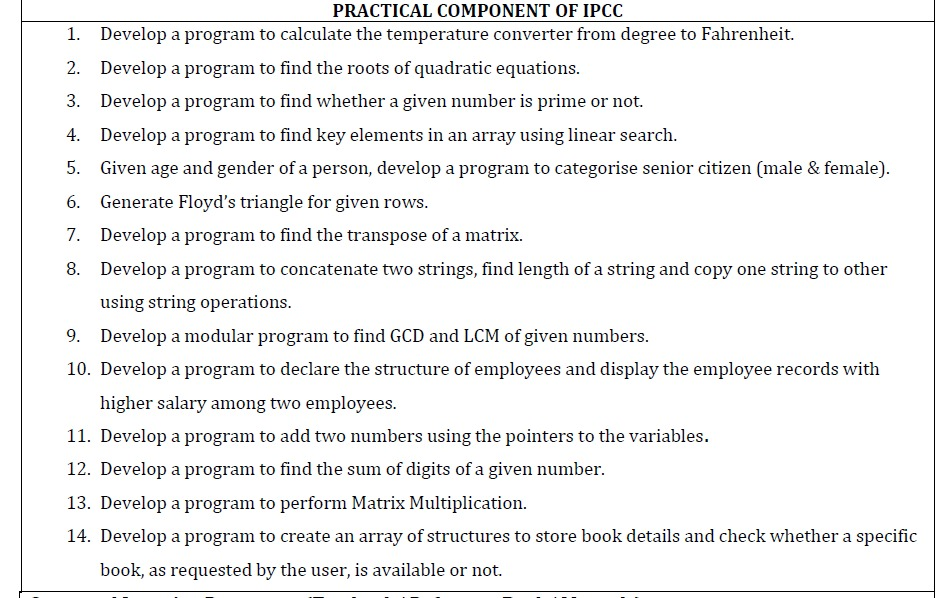 PRACTICAL COMPONENT OF IPCC
1. Develop a program to calculate the temperature converter from degree to Fahrenheit.
2. Develop a program to find the roots of quadratic equations.
3. Develop a program to find whether a given number is prime or not.
4. Develop a program to find key elements in an array using linear search.
5. Given age and gender of a person, develop a program to categorise senior citizen (male & female).
6. Generate Floyd's triangle for given rows.
7. Develop a program to find the transpose of a matrix.
8. Develop a program to concatenate two strings, find length of a string and copy one string to other
using string operations.
9. Develop a modular program to find GCD and LCM of given numbers.
10. Develop a program to declare the structure of employees and display the employee records with
higher salary among two employees.
11. Develop a program to add two numbers using the pointers to the variables.
12. Develop a program to find the sum of digits of a given number.
13. Develop a program to perform Matrix Multiplication.
14. Develop a program to create an array of structures to store book details and check whether a specific
book, as requested by the user, is available or not.